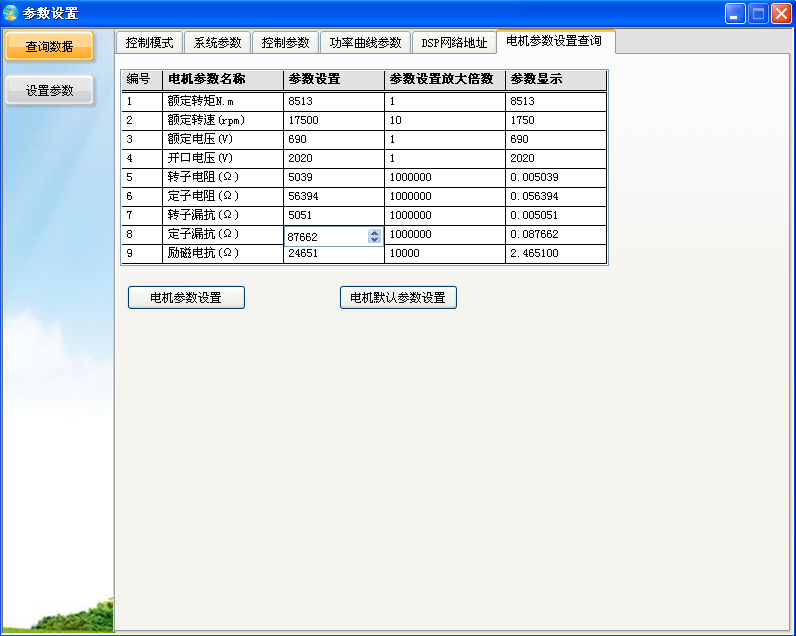 参数设置
查询数据
设置参数
控制模式 系统参数 控制参数 功率曲线参数 DSP网络地址 电机参数设置查询
编号 电机参数名称 参数设置 参数设置放大倍数 参数显示
1 额定转矩N.m 8513 1 8513
2 额定转速(rpm) 17500 10 1750
3 额定电压(V) 690 1 690
4 开口电压(V) 2020 1 2020
5 转子电阻(Ω) 5039 1000000 0.005039
6 定子电阻(Ω) 56394 1000000 0.056394
7 转子漏抗(Ω) 5051 1000000 0.005051
8 定子漏抗(Ω) 87662 1000000 0.087662
9 励磁电抗(Ω) 24651 10000 2.465100
电机参数设置 电机默认参数设置